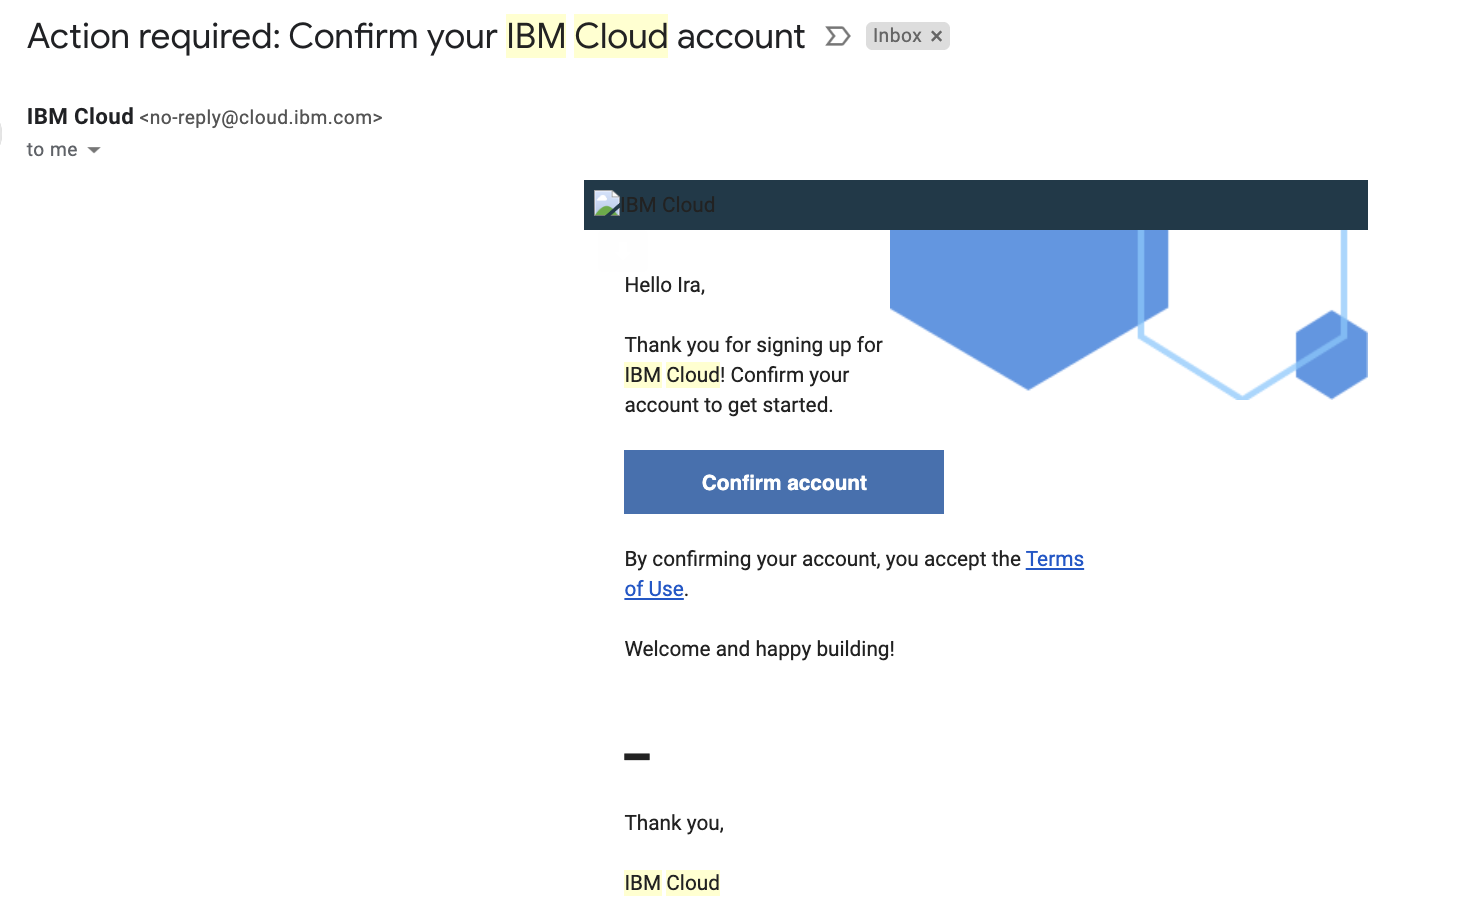 Action required: Confirm your IBM Cloud account
Inbox ×
IBM Cloud <no-reply@cloud.ibm.com>
to me
IBM Cloud
Hello Ira,
Thank you for signing up for
IBM Cloud! Confirm your
account to get started.
Confirm account
By confirming your account, you accept the Terms
of Use.
Welcome and happy building!
Thank you,
IBM Cloud